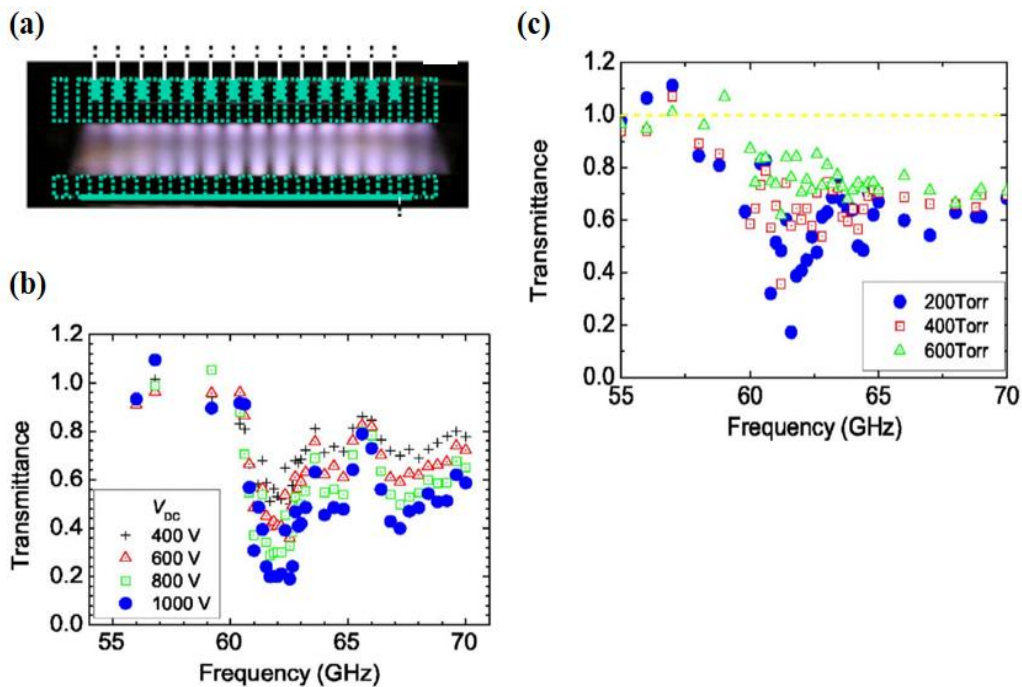 (a)
(b)
1.2
1.0
0.8
0.6
0.4
0.2
0.0
Transmittance
V_DC
400 V
600 V
800 V
1000 V
55
60
65
70
Frequency (GHz)
(c)
1.2
1.0
0.8
0.6
0.4
0.2
0.0
Transmittance
200Torr
400Torr
600Torr
55
60
65
70
Frequency (GHz)